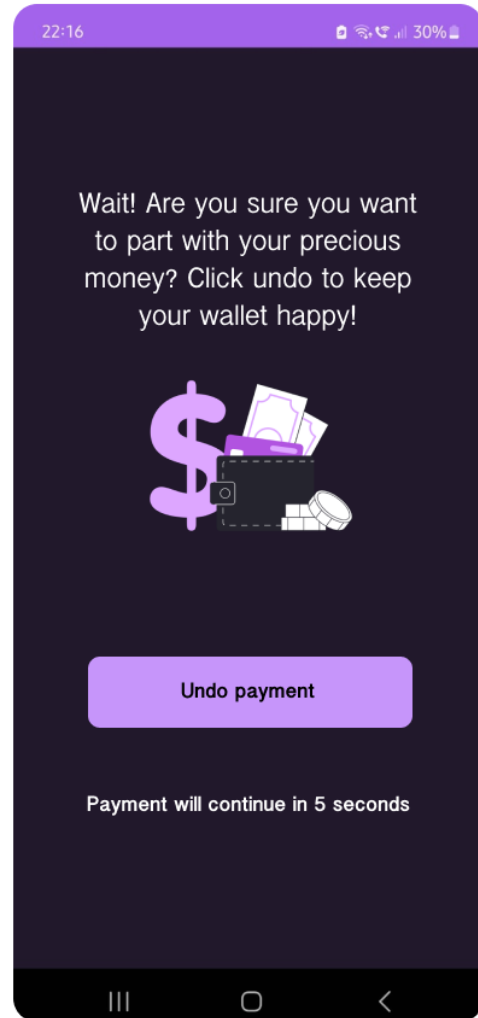 22:16
30%
Wait! Are you sure you want
to part with your precious
money? Click undo to keep
your wallet happy!
Undo payment
Payment will continue in 5 seconds